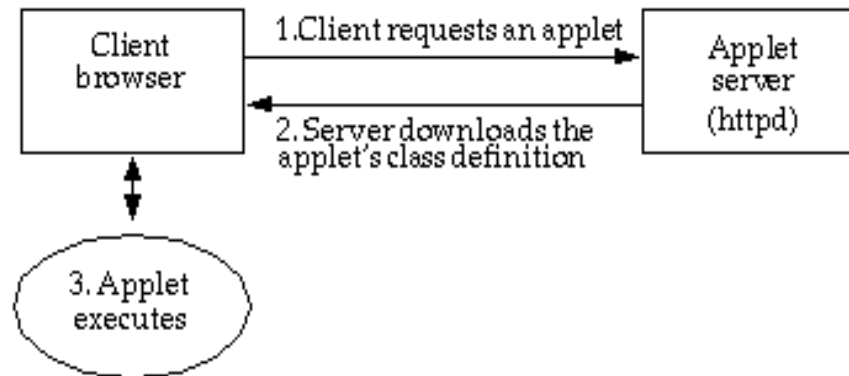 Client
browser
1.Client requests an applet
Applet
server
(httpd)
2. Server downloads the
applet's class definition
3. Applet
executes